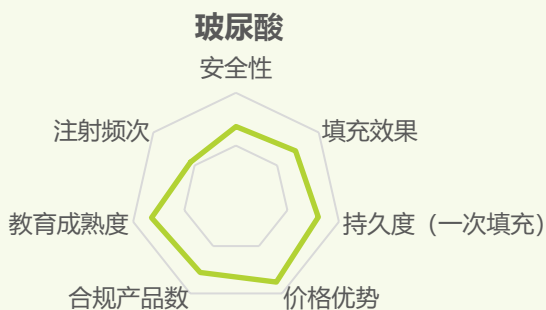 玻尿酸
安全性
注射频次
填充效果
教育成熟度
持久度（一次填充）
合规产品数
价格优势